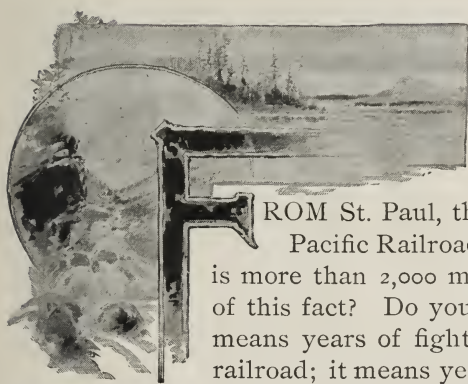 FROM St. Paul, th
Pacific Railroad
is more than 2,000 m
of this fact? Do you
means years of fight
railroad; it means ye